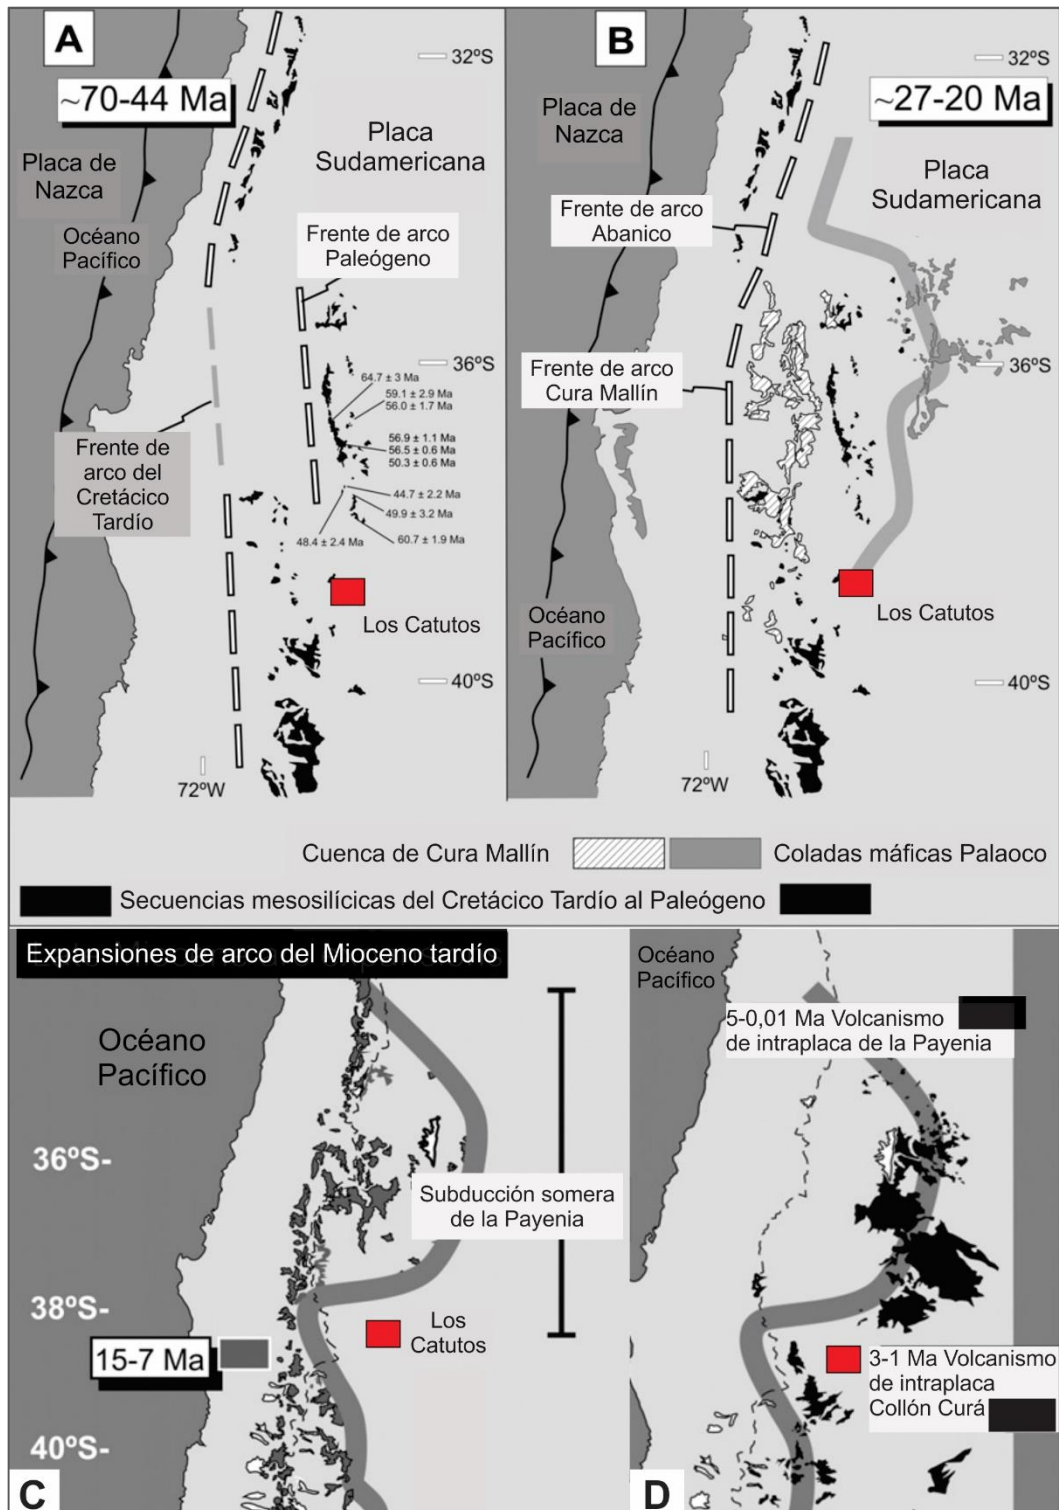 A
~70-44 Ma
32ºS
Placa de
Nazca
Placa
Sudamericana
Océano
Pacífico
Frente de arco
Paleógeno
36ºS
64.7 ± 3 Ma
59.1 ± 2.9 Ma
56.0 ± 1.7 Ma
56.9 ± 1.1 Ma
56.5 ± 0.6 Ma
50.3 ± 0.6 Ma
44.7 ± 2.2 Ma
49.9 ± 3.2 Ma
48.4 ± 2.4 Ma
60.7 ± 1.9 Ma
Frente de
arco del
Cretácico
Tardío
Los Catutos
40ºS
72ºW
B
~27-20 Ma
32ºS
Placa de
Nazca
Placa
Sudamericana
Frente de arco
Abanico
36ºS
Frente de arco
Cura Mallín
Océano
Pacífico
Los Catutos
40ºS
72ºW
Cuenca de Cura Mallín
Coladas máficas Palaoco
Secuencias mesosilícicas del Cretácico Tardío al Paleógeno
Expansiones de arco del Mioceno tardío
Océano
Pacífico
36ºS-
Subducción somera
de la Payenia
38ºS-
Los
Catutos
15-7 Ma
40ºS-
C
Océano
Pacífico
5-0,01 Ma Volcanismo
de intraplaca de la Payenia
3-1 Ma Volcanismo
de intraplaca
Collón Curá
D